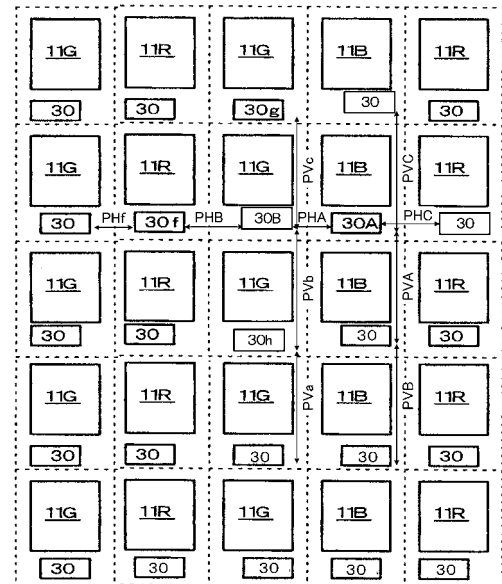 11G 11R 11G 11B 11R
30 30 30g 30 30
PVc PVC
11G 11R 11G 11B 11R
PHf PHB PHA PHC
30 30f 30B 30A 30
PVb PVA
11G 11R 11G 11B 11R
30 30 30h 30 30
PVa PVB
11G 11R 11G 11B 11R
30 30 30 30 30
11G 11R 11G 11B 11R
30 30 30 30 30